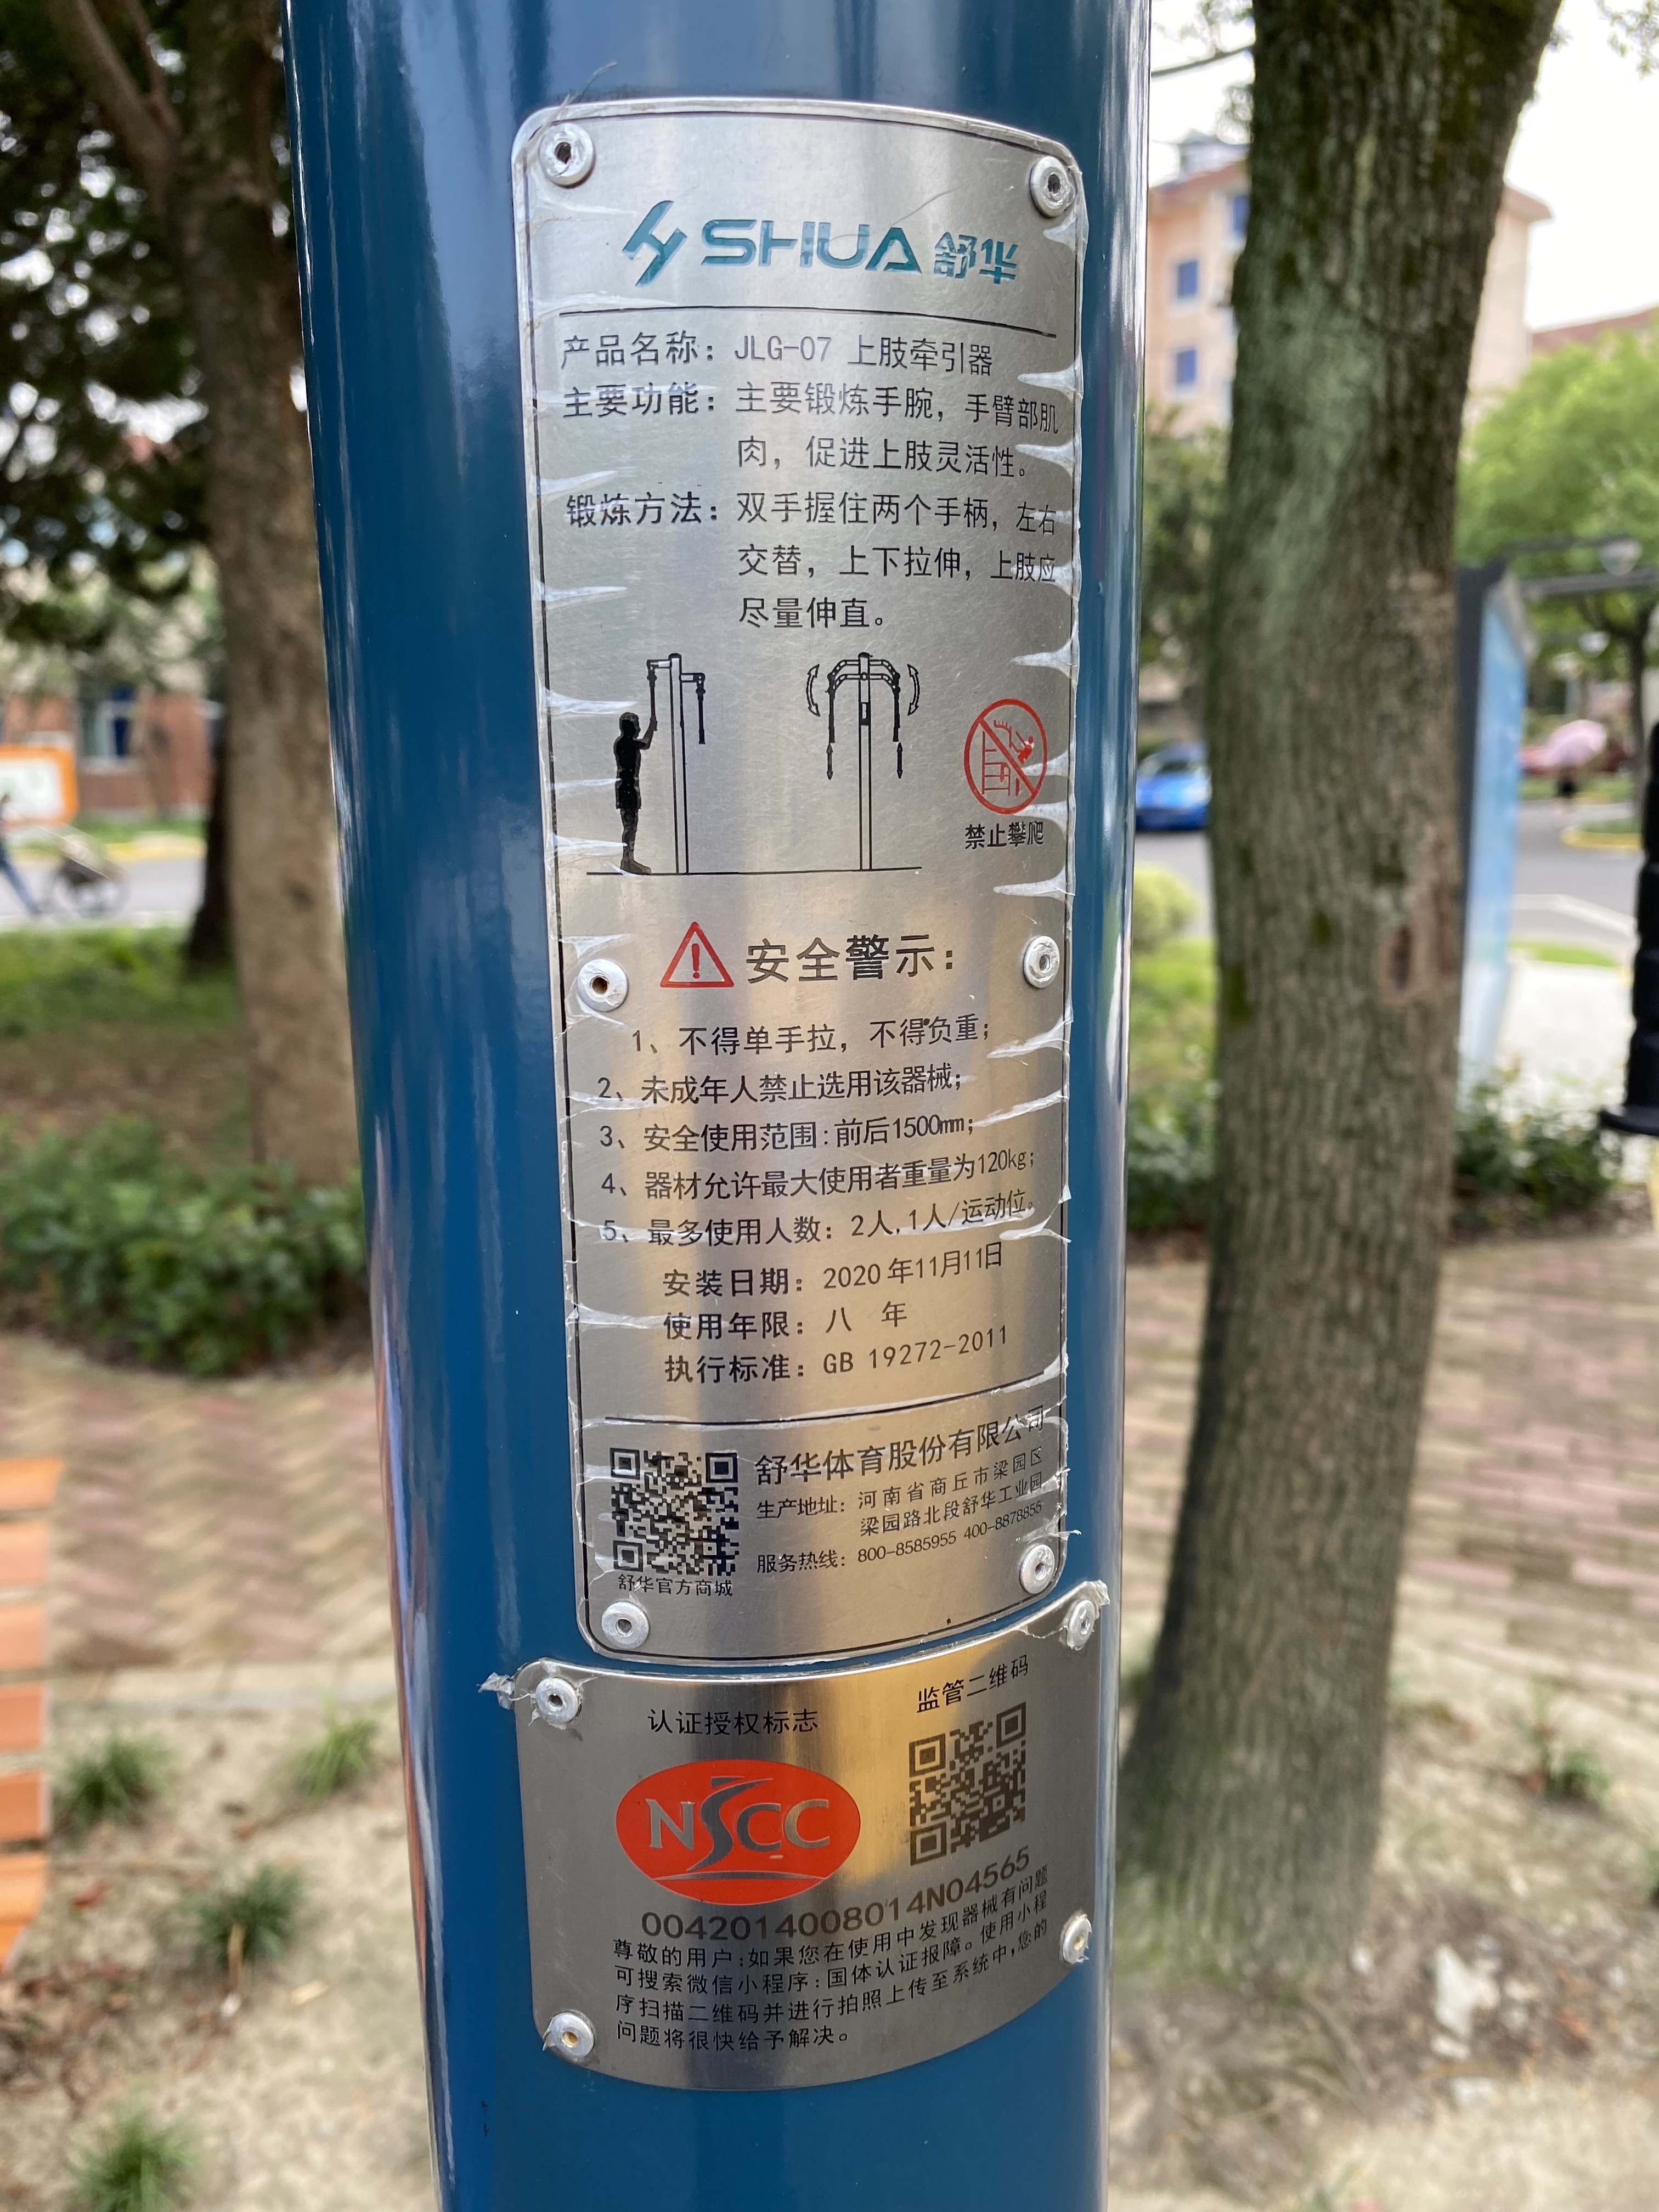 SHUA 舒华
产品名称：JLG-07 上肢牵引器
主要功能：主要锻炼手腕，手臂部肌
肉，促进上肢灵活性。
锻炼方法：双手握住两个手柄，左右
交替，上下拉伸，上肢应
尽量伸直。
禁止攀爬
安全警示：
1、不得单手拉，不得负重；
2、未成年人禁止选用该器械；
3、安全使用范围：前后1500mm；
4、器材允许最大使用者重量为120kg；
5、最多使用人数：2人，1人/运动位。
安装日期：2020年11月11日
使用年限：八 年
执行标准：GB 19272-2011
舒华体育股份有限公司
生产地址：河南省商丘市梁园区
梁园路北段舒华工业园
服务热线：800-8585955 400-8878855
舒华官方商城
认证授权标志
监管二维码
NSCC
0042014008014N04565
尊敬的用户：如果您在使用中发现器械有问题
可搜索微信小程序：国体认证报障。使用小程
序扫描二维码并进行拍照上传至系统中，您的
问题将很快给予解决。